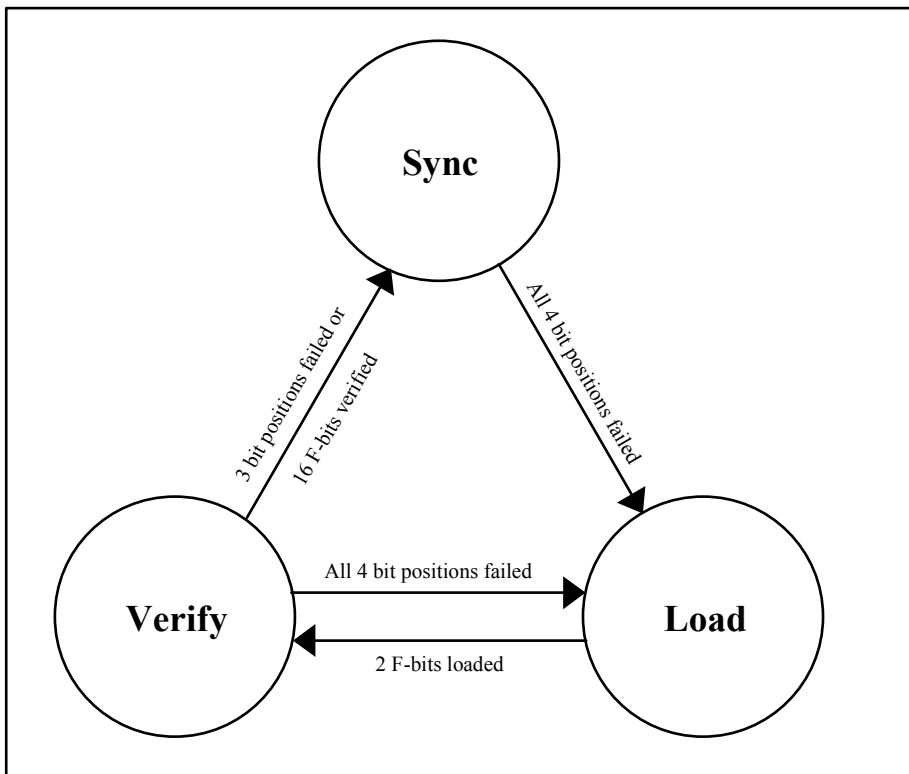 Sync
3 bit positions failed or
16 F-bits verified
All 4 bit positions failed
All 4 bit positions failed
Verify
Load
2 F-bits loaded